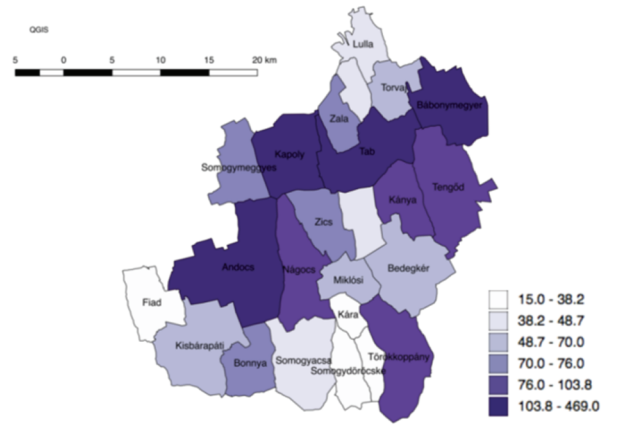 QGIS
5 0 5 10 15 20 km
Lulla
Torvaj
Bábonymegyer
Zala
Tab
Kapoly
Somogymeggyes
Tengőd
Kánya
Zics
Andocs
Nágocs
Bedegkér
Miklósi
Fiad
Kára
Kisbárapáti
Törökkoppány
Bonnya
Somogyacsa
Somogydöröcske
15.0 - 38.2
38.2 - 48.7
48.7 - 70.0
70.0 - 76.0
76.0 - 103.8
103.8 - 469.0